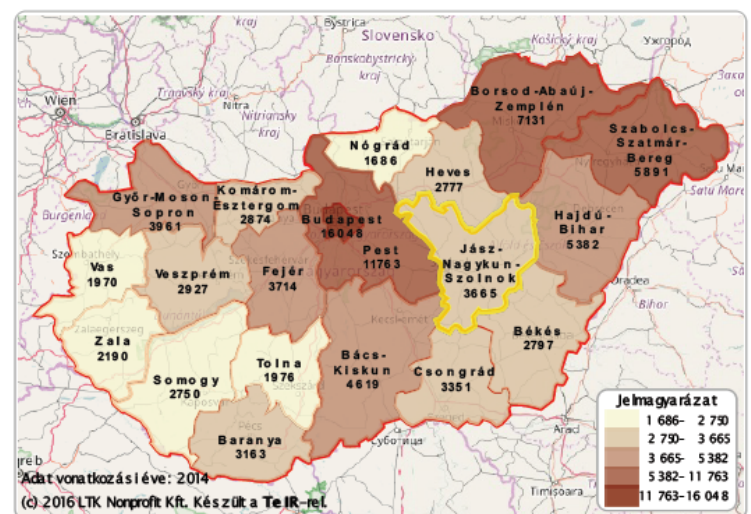 Slovensko
kraj
Bystrica
Banskobystrický
kraj
Košický kraj
Ужгород
Trnavský kraj
Nitra
Nitriansky
kraj
Wien
Bratislava
Borsod-Abaúj-
Zemplén
7131
Szabolcs-
Szatmár-
Bereg
5891
Satu Mare
Nógrád
1686
Heves
2777
Győr-Moson-
Sopron
3961
Komárom-
Esztergom
2874
Budapest
16048
Pest
11763
Hajdú-
Bihar
5382
Jász-
Nagykun-
Szolnok
3665
Burgenland
Szombathely
Vas
1970
Veszprém
2927
Székesfehérvár
Fejér
3714
Oradea
Bihor
Kecskemét
Zalaegerszeg
Zala
2190
Somogy
2750
Kaposvár
Tolna
1976
Szekszárd
Bács-
Kiskun
4619
Csongrád
3351
Szeged
Békés
2797
Pécs
Baranya
3163
Суботица
Arad
Timișoara
Jelmagyarázat
1 686- 2 750
2 750- 3 665
3 665- 5 382
5 382- 11 763
11 763-16 048
Adat vonatkozási éve: 2014
(c) 2016 LTK Nonprofit Kft. Készült a TeIR-rel.